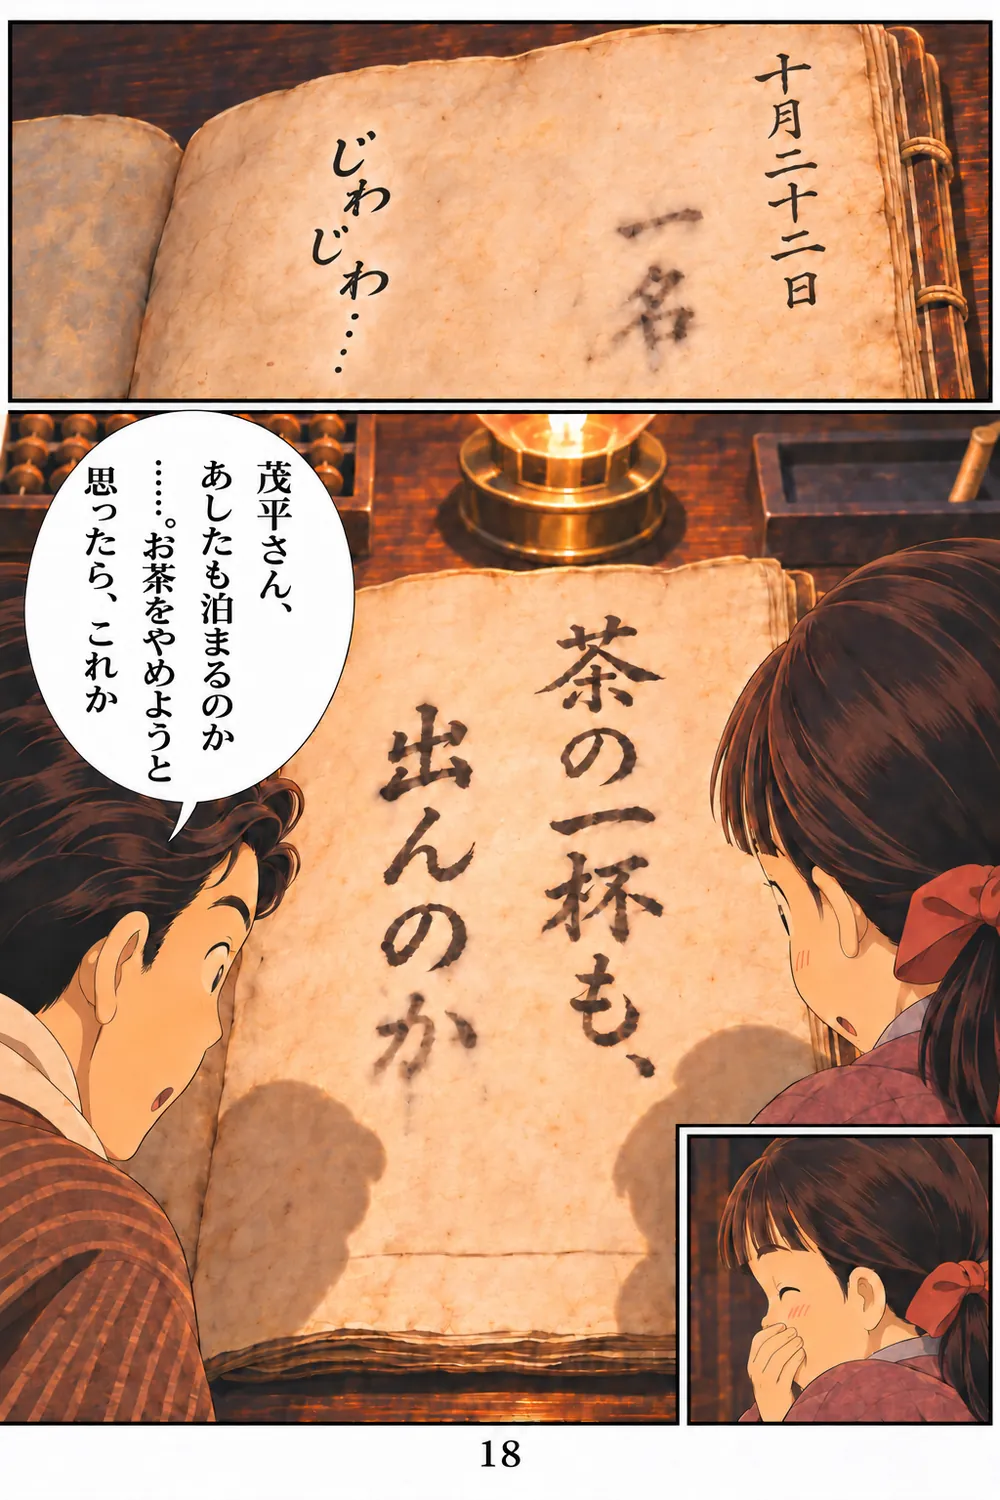 十月二十二日
一名
じわじわ……
茂平さん、
あしたも泊まるのか
……。お茶をやめようと
思ったら、これか
茶の一杯も、
出んのか
18